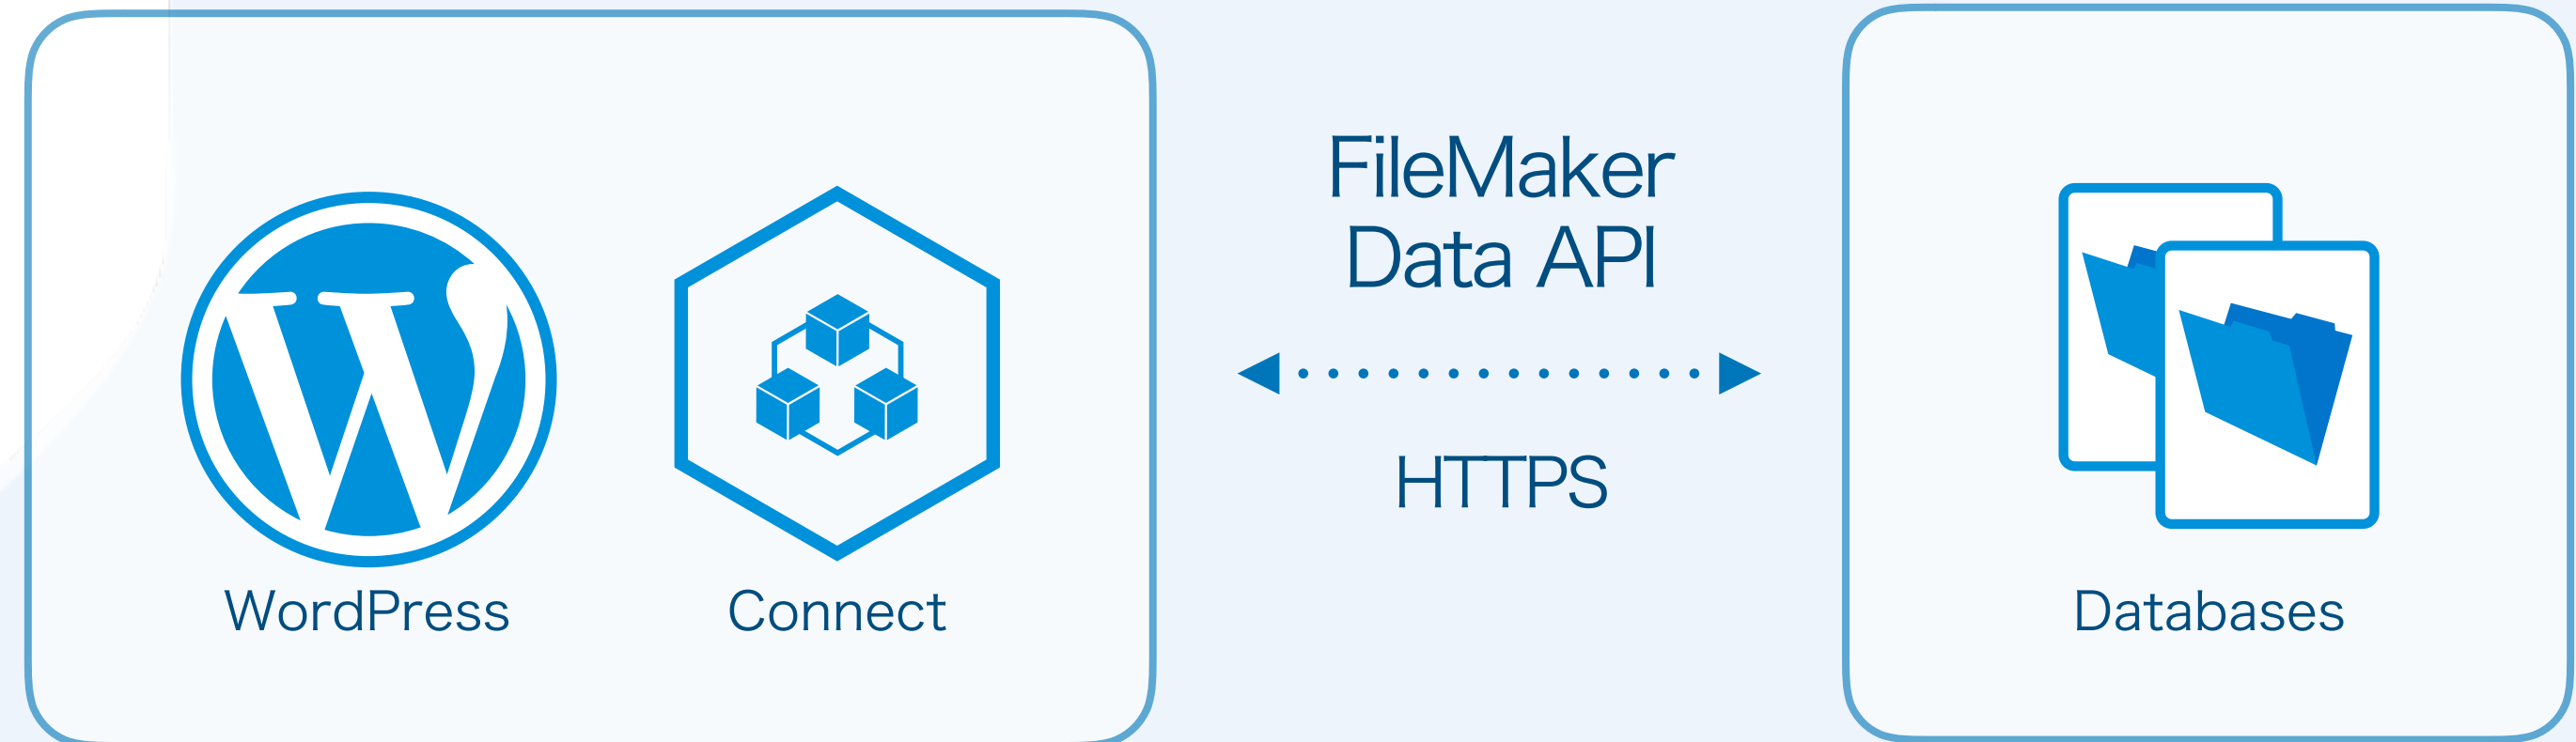 WordPress
Connect
FileMaker
Data API
HTTPS
Databases